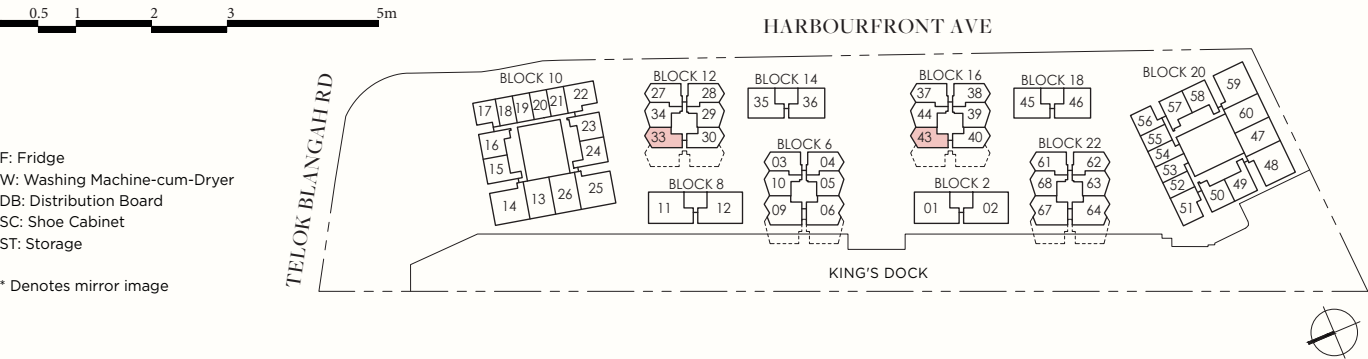 0.5 1 2 3 5m
HARBOURFRONT AVE
TELOK BLANGAH RD
F: Fridge
W: Washing Machine-cum-Dryer
DB: Distribution Board
SC: Shoe Cabinet
ST: Storage
* Denotes mirror image
BLOCK 10
17 18 19 20 21 22
16 23
15 24
14 13 26 25
BLOCK 12
27 28
34 29
33 30
BLOCK 14
35 36
BLOCK 8
11 12
BLOCK 6
03 04
10 05
09 06
BLOCK 16
37 38
44 39
43 40
BLOCK 18
45 46
BLOCK 2
01 02
BLOCK 22
61 62
68 63
67 64
BLOCK 20
56 57 58 59
55 60
54 47
53 48
52
51 50 49
KING'S DOCK